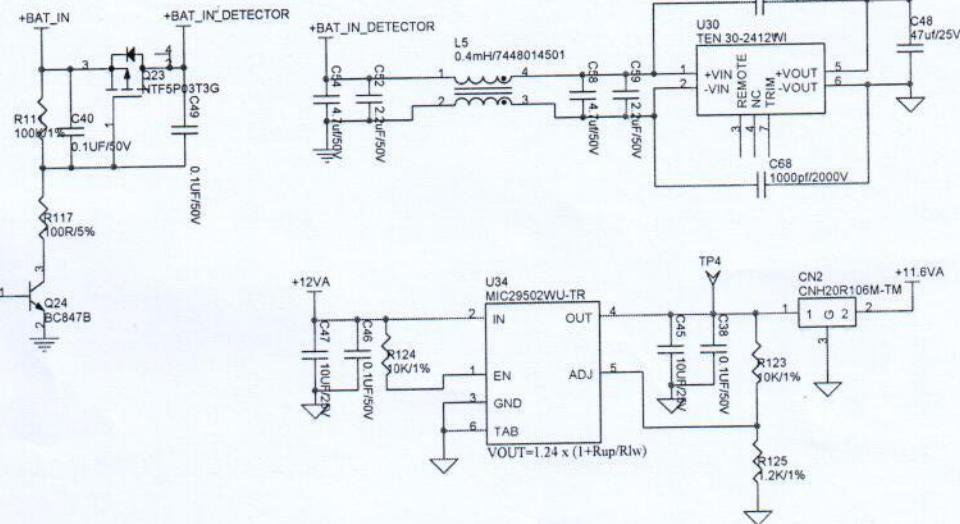 +BAT_IN
+BAT_IN_DETECTOR
3
4
Q23
NTF5P03T3G
1
R11
100K/1%
C40
0.1UF/50V
C49
0.1UF/50V
R117
100R/5%
3
1
Q24
BC847B
2
+BAT_IN_DETECTOR
C54
4.7uf/50V
C52
2.2uF/50V
L5
0.4mH/7448014501
1
4
2
3
C58
4.7uf/50V
C59
2.2uF/50V
U30
TEN 30-2412WI
1
2
+VIN
-VIN
REMOTE
NC
TRIM
+VOUT
-VOUT
5
6
3
4
7
C48
47uf/25V
C68
1000pf/2000V
+12VA
C47
10UF/25V
C46
0.1UF/50V
R124
10K/1%
U34
MIC29502WU-TR
2
IN
OUT
4
1
EN
ADJ
5
3
GND
6
TAB
VOUT=1.24 x (1+Rup/Rlw)
TP4
C45
10UF/25V
C38
0.1UF/50V
R123
10K/1%
R125
1.2K/1%
CN2
CNH20R106M-TM
1
1
G
2
2
3
+11.6VA